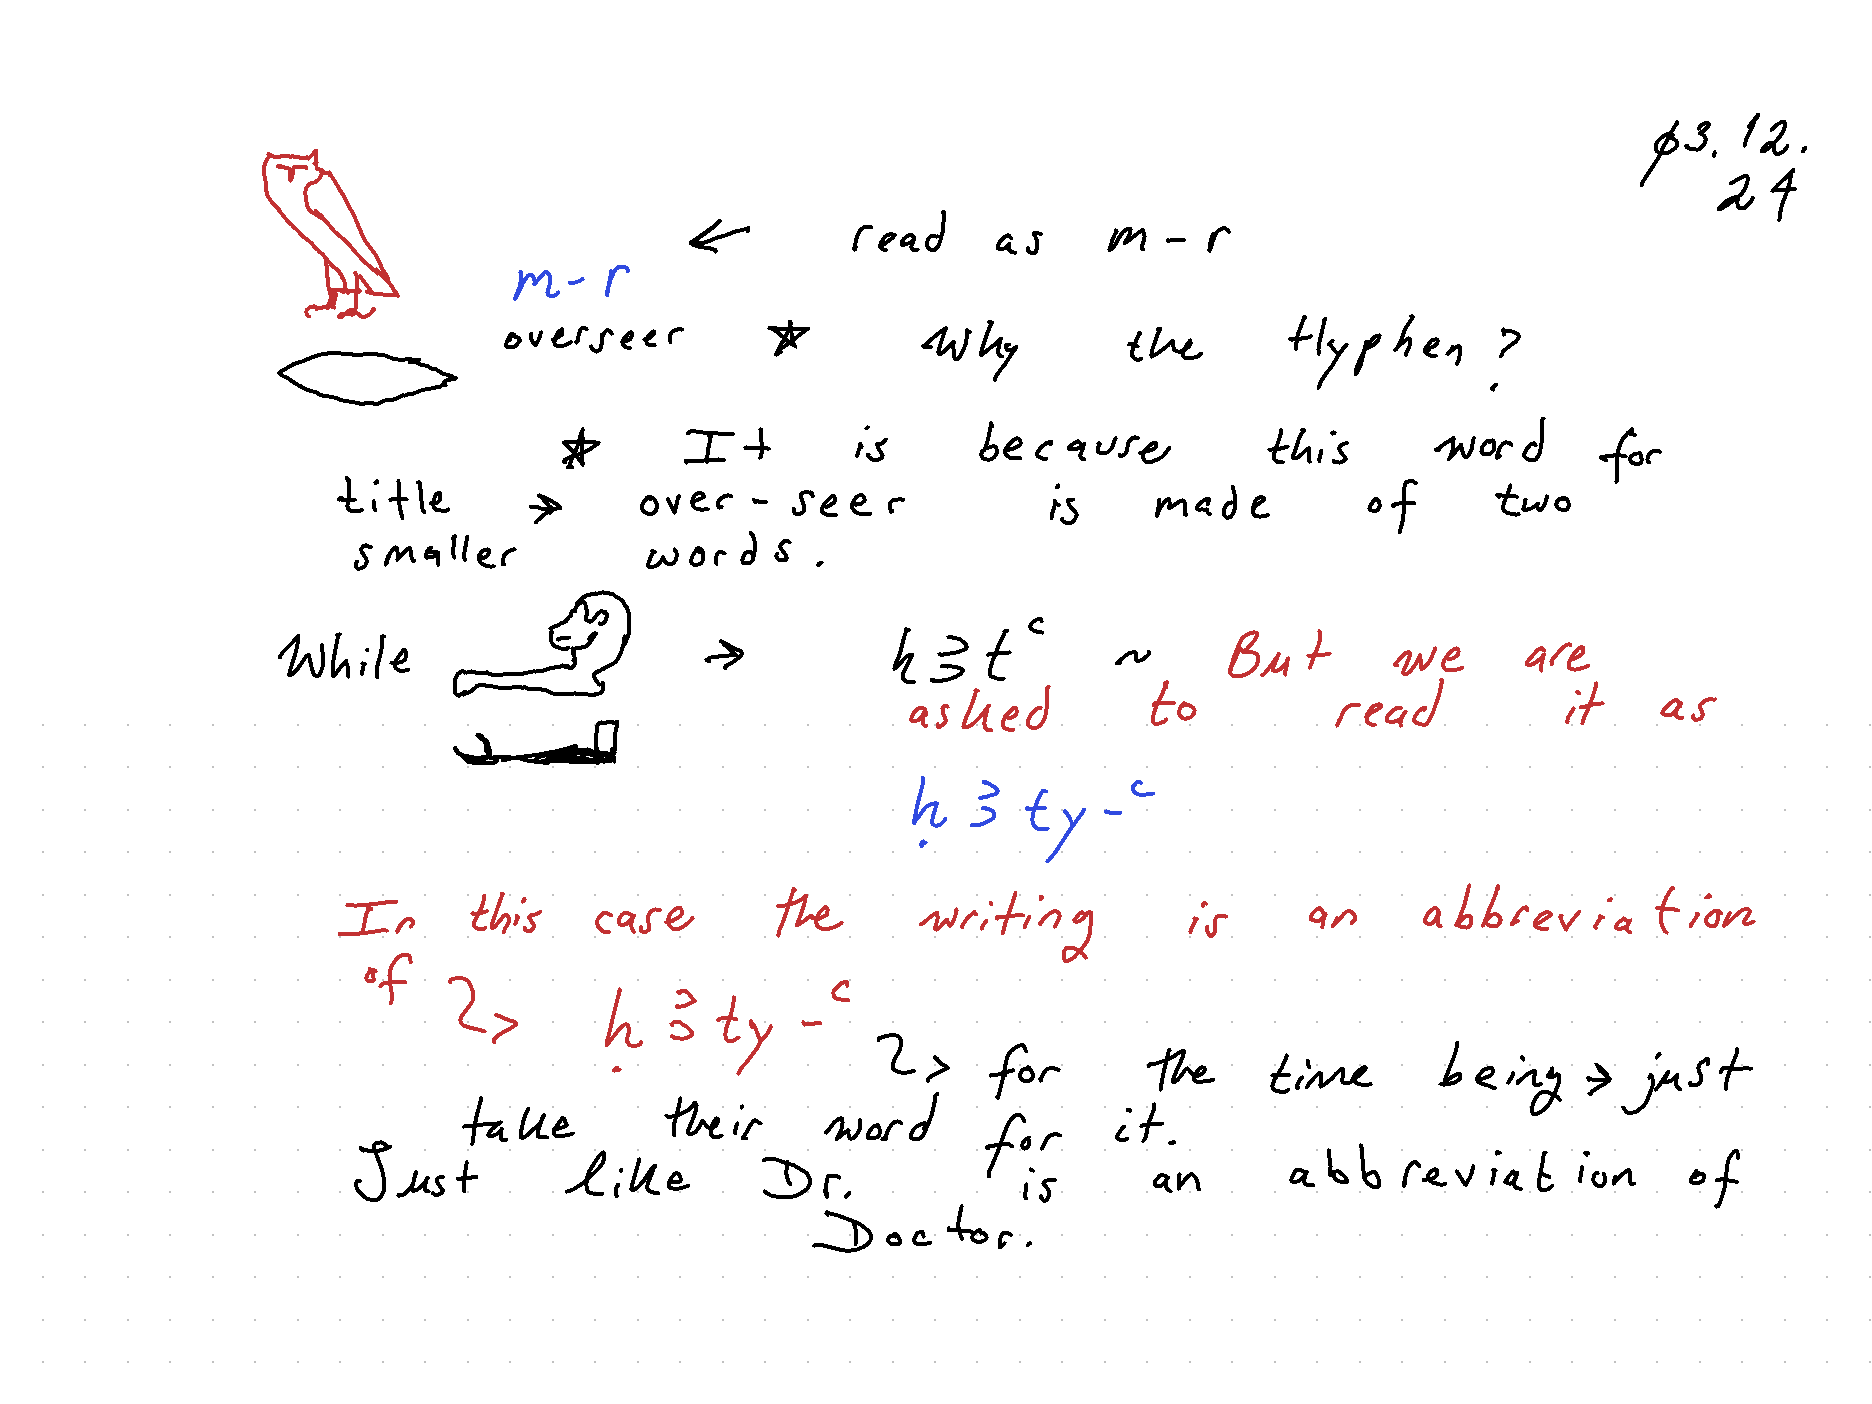 ø3.12.
24
← read as m-r
m-r
overseer ☆ Why the Hyphen?
☆ It is because this word for
title → over-seer is made of two
smaller words.
While → h3tᶜ ~ But we are
asked to read it as
ḥ3ty-ᶜ
In this case the writing is an abbreviation
of ↳ ḥ3ty-ᶜ
↳ for the time being → just
take their word for it.
Just like Dr. is an abbreviation of
Doctor.